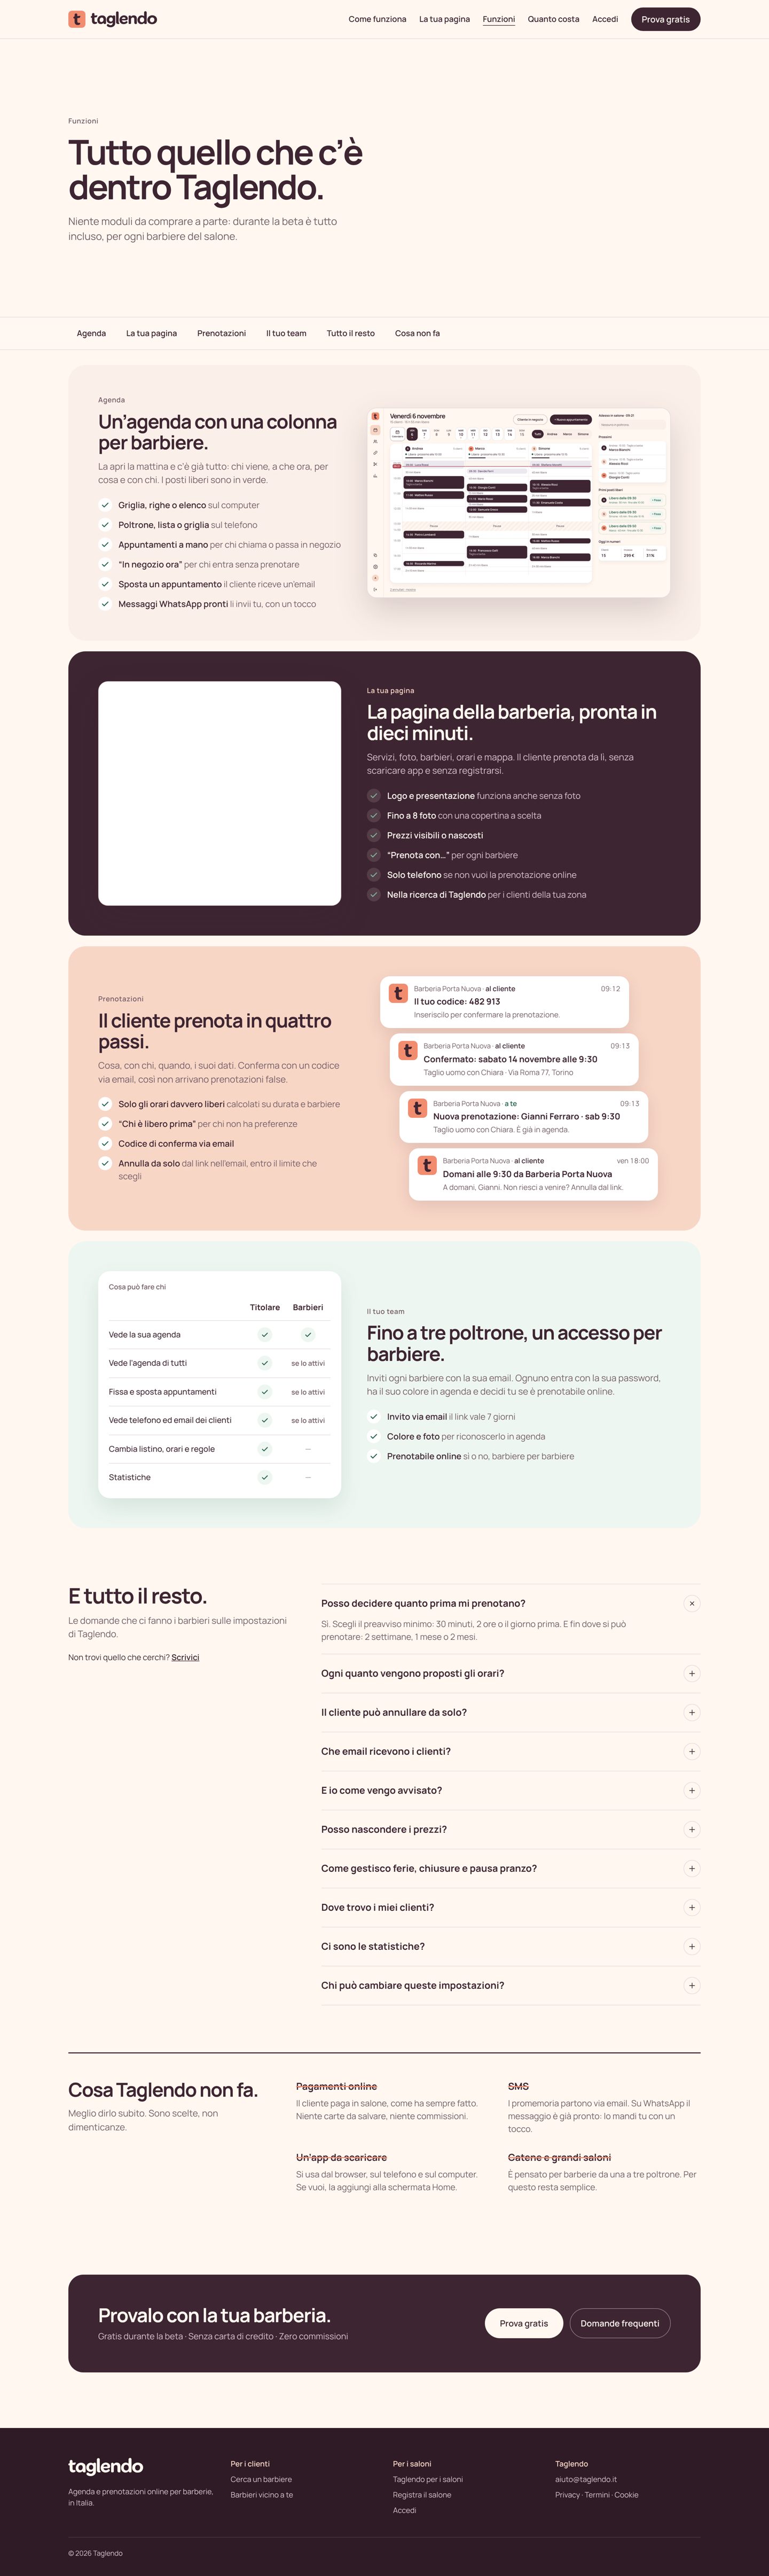 taglendo
Come funziona
La tua pagina
Funzioni
Quanto costa
Accedi
Prova gratis
Funzioni
Tutto quello che c’è
dentro Taglendo.
Niente moduli da comprare a parte: durante la beta è tutto
incluso, per ogni barbiere del salone.
Agenda
La tua pagina
Prenotazioni
Il tuo team
Tutto il resto
Cosa non fa
Agenda
Un’agenda con una colonna
per barbiere.
La apri la mattina e c’è già tutto: chi viene, a che ora, per
cosa e con chi. I posti liberi sono in verde.
Griglia, righe o elenco sul computer
Poltrone, lista o griglia sul telefono
Appuntamenti a mano per chi chiama o passa in negozio
“In negozio ora” per chi entra senza prenotare
Sposta un appuntamento il cliente riceve un’email
Messaggi WhatsApp pronti li invii tu, con un tocco
Venerdì 6 novembre
La tua pagina
La pagina della barberia, pronta in
dieci minuti.
Servizi, foto, barbieri, orari e mappa. Il cliente prenota da lì, senza
scaricare app e senza registrarsi.
Logo e presentazione funziona anche senza foto
Fino a 8 foto con una copertina a scelta
Prezzi visibili o nascosti
“Prenota con…” per ogni barbiere
Solo telefono se non vuoi la prenotazione online
Nella ricerca di Taglendo per i clienti della tua zona
Prenotazioni
Il cliente prenota in quattro
passi.
Cosa, con chi, quando, i suoi dati. Conferma con un codice
via email, così non arrivano prenotazioni false.
Solo gli orari davvero liberi calcolati su durata e barbiere
“Chi è libero prima” per chi non ha preferenze
Codice di conferma via email
Annulla da solo dal link nell’email, entro il limite che
scegli
Barberia Porta Nuova · al cliente 09:12
Il tuo codice: 482 913
Inseriscilo per confermare la prenotazione.
Barberia Porta Nuova · al cliente 09:13
Confermato: sabato 14 novembre alle 9:30
Taglio uomo con Chiara · Via Roma 77, Torino
Barberia Porta Nuova · a te 09:13
Nuova prenotazione: Gianni Ferraro · sab 9:30
Taglio uomo con Chiara. È già in agenda.
Barberia Porta Nuova · al cliente ven 18:00
Domani alle 9:30 da Barberia Porta Nuova
A domani, Gianni. Non riesci a venire? Annulla dal link.
Cosa può fare chi
Titolare Barbieri
Vede la sua agenda
Vede l’agenda di tutti se lo attivi
Fissa e sposta appuntamenti se lo attivi
Vede telefono ed email dei clienti se lo attivi
Cambia listino, orari e regole —
Statistiche —
Il tuo team
Fino a tre poltrone, un accesso per
barbiere.
Inviti ogni barbiere con la sua email. Ognuno entra con la sua password,
ha il suo colore in agenda e decidi tu se è prenotabile online.
Invito via email il link vale 7 giorni
Colore e foto per riconoscerlo in agenda
Prenotabile online sì o no, barbiere per barbiere
E tutto il resto.
Le domande che ci fanno i barbieri sulle impostazioni
di Taglendo.
Non trovi quello che cerchi? Scrivici
Posso decidere quanto prima mi prenotano?
Sì. Scegli il preavviso minimo: 30 minuti, 2 ore o il giorno prima. E fin dove si può
prenotare: 2 settimane, 1 mese o 2 mesi.
Ogni quanto vengono proposti gli orari?
Il cliente può annullare da solo?
Che email ricevono i clienti?
E io come vengo avvisato?
Posso nascondere i prezzi?
Come gestisco ferie, chiusure e pausa pranzo?
Dove trovo i miei clienti?
Ci sono le statistiche?
Chi può cambiare queste impostazioni?
Cosa Taglendo non fa.
Meglio dirlo subito. Sono scelte, non
dimenticanze.
Pagamenti online
Il cliente paga in salone, come ha sempre fatto.
Niente carte da salvare, niente commissioni.
SMS
I promemoria partono via email. Su WhatsApp il
messaggio è già pronto: lo mandi tu con un
tocco.
Un’app da scaricare
Si usa dal browser, sul telefono e sul computer.
Se vuoi, la aggiungi alla schermata Home.
Catene e grandi saloni
È pensato per barberie da una a tre poltrone. Per
questo resta semplice.
Provalo con la tua barberia.
Gratis durante la beta · Senza carta di credito · Zero commissioni
Prova gratis
Domande frequenti
taglendo
Agenda e prenotazioni online per barberie,
in Italia.
Per i clienti
Cerca un barbiere
Barbieri vicino a te
Per i saloni
Taglendo per i saloni
Registra il salone
Accedi
Taglendo
aiuto@taglendo.it
Privacy · Termini · Cookie
© 2026 Taglendo